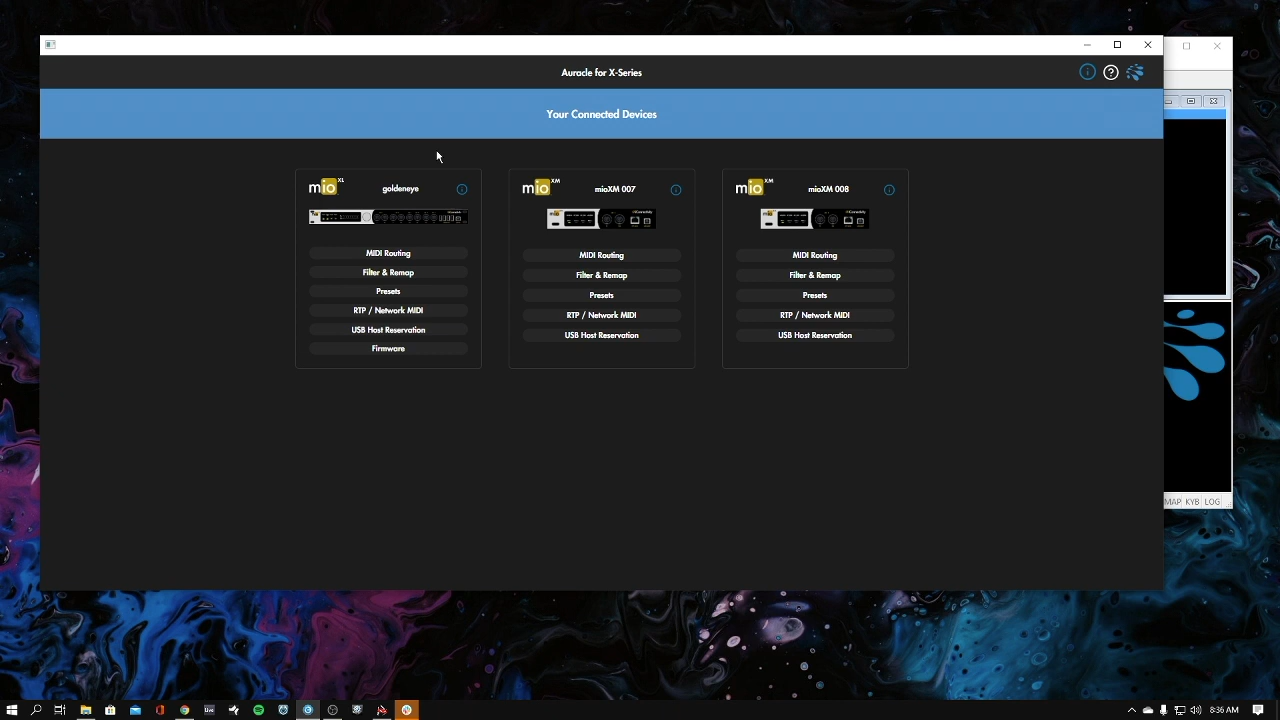 Auracle for X-Series
Your Connected Devices
mio XL goldeneye
MIDI Routing
Filter & Remap
Presets
RTP / Network MIDI
USB Host Reservation
Firmware
mio XM mioXM 007
MIDI Routing
Filter & Remap
Presets
RTP / Network MIDI
USB Host Reservation
mio XM mioXM 008
MIDI Routing
Filter & Remap
Presets
RTP / Network MIDI
USB Host Reservation
MAP KYB LOG
8:36 AM